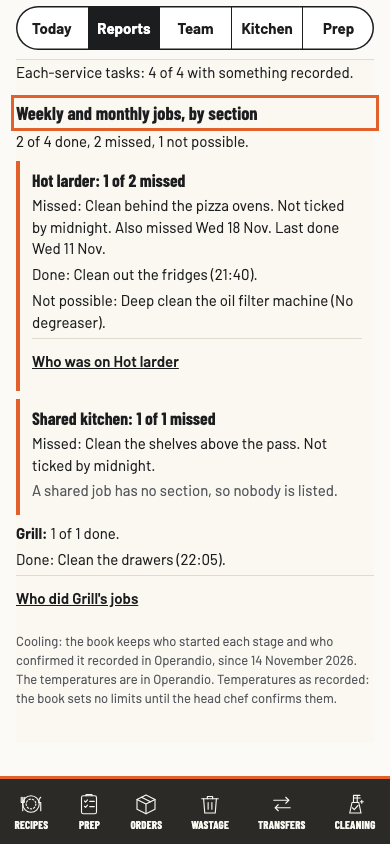 Today Reports Team Kitchen Prep
Each-service tasks: 4 of 4 with something recorded.
Weekly and monthly jobs, by section
2 of 4 done, 2 missed, 1 not possible.
Hot larder: 1 of 2 missed
Missed: Clean behind the pizza ovens. Not ticked
by midnight. Also missed Wed 18 Nov. Last done
Wed 11 Nov.
Done: Clean out the fridges (21:40).
Not possible: Deep clean the oil filter machine (No
degreaser).
Who was on Hot larder
Shared kitchen: 1 of 1 missed
Missed: Clean the shelves above the pass. Not
ticked by midnight.
A shared job has no section, so nobody is listed.
Grill: 1 of 1 done.
Done: Clean the drawers (22:05).
Who did Grill's jobs
Cooling: the book keeps who started each stage and who
confirmed it recorded in Operandio, since 14 November 2026.
The temperatures are in Operandio. Temperatures as recorded:
the book sets no limits until the head chef confirms them.
RECIPES PREP ORDERS WASTAGE TRANSFERS CLEANING